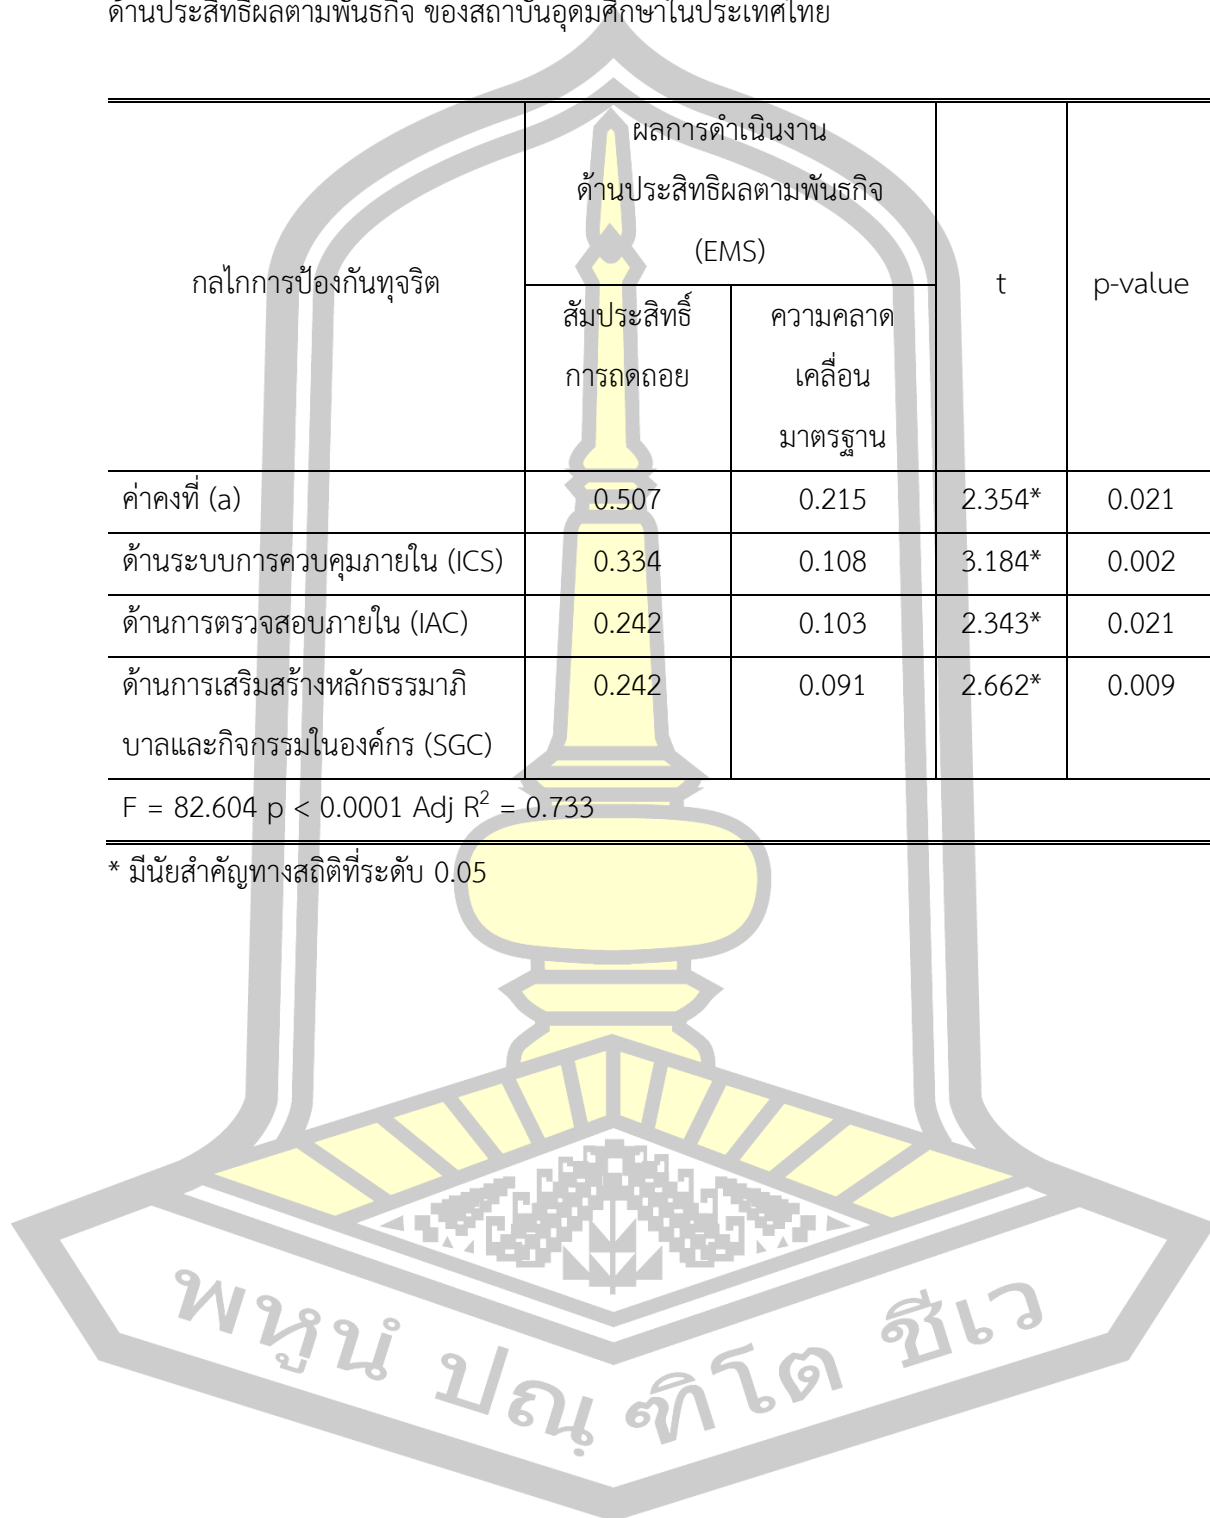 ด้านประสิทธิผลตามพันธกิจ ของสถาบันอุดมศึกษาในประเทศไทย
กลไกการป้องกันทุจริต
ผลการดำเนินงาน
ด้านประสิทธิผลตามพันธกิจ
(EMS)
t
p-value
สัมประสิทธิ์
การถดถอย
ความคลาด
เคลื่อน
มาตรฐาน
ค่าคงที่ (a) 0.507 0.215 2.354* 0.021
ด้านระบบการควบคุมภายใน (ICS) 0.334 0.108 3.184* 0.002
ด้านการตรวจสอบภายใน (IAC) 0.242 0.103 2.343* 0.021
ด้านการเสริมสร้างหลักธรรมาภิ 0.242 0.091 2.662* 0.009
บาลและกิจกรรมในองค์กร (SGC)
F = 82.604 p < 0.0001 Adj R² = 0.733
* มีนัยสำคัญทางสถิติที่ระดับ 0.05
พหูนํ ปณฺฑิโต ชีเว